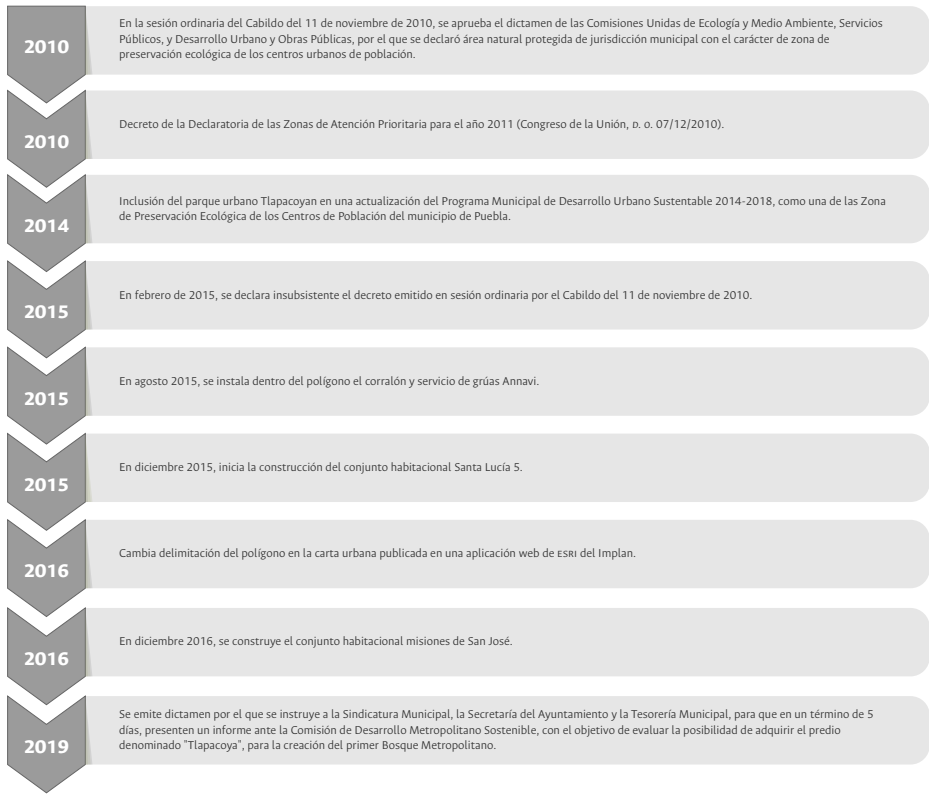 2010
En la sesión ordinaria del Cabildo del 11 de noviembre de 2010, se aprueba el dictamen de las Comisiones Unidas de Ecología y Medio Ambiente, Servicios
Públicos, y Desarrollo Urbano y Obras Públicas, por el que se declaró área natural protegida de jurisdicción municipal con el carácter de zona de
preservación ecológica de los centros urbanos de población.
2010
Decreto de la Declaratoria de las Zonas de Atención Prioritaria para el año 2011 (Congreso de la Unión, D. O. 07/12/2010).
2014
Inclusión del parque urbano Tlapacoyan en una actualización del Programa Municipal de Desarrollo Urbano Sustentable 2014-2018, como una de las Zona
de Preservación Ecológica de los Centros de Población del municipio de Puebla.
2015
En febrero de 2015, se declara insubsistente el decreto emitido en sesión ordinaria por el Cabildo del 11 de noviembre de 2010.
2015
En agosto 2015, se instala dentro del polígono el corralón y servicio de grúas Annavi.
2015
En diciembre 2015, inicia la construcción del conjunto habitacional Santa Lucía 5.
2016
Cambia delimitación del polígono en la carta urbana publicada en una aplicación web de ESRI del Implan.
2016
En diciembre 2016, se construye el conjunto habitacional misiones de San José.
2019
Se emite dictamen por el que se instruye a la Sindicatura Municipal, la Secretaría del Ayuntamiento y la Tesorería Municipal, para que en un término de 5
días, presenten un informe ante la Comisión de Desarrollo Metropolitano Sostenible, con el objetivo de evaluar la posibilidad de adquirir el predio
denominado "Tlapacoya", para la creación del primer Bosque Metropolitano.